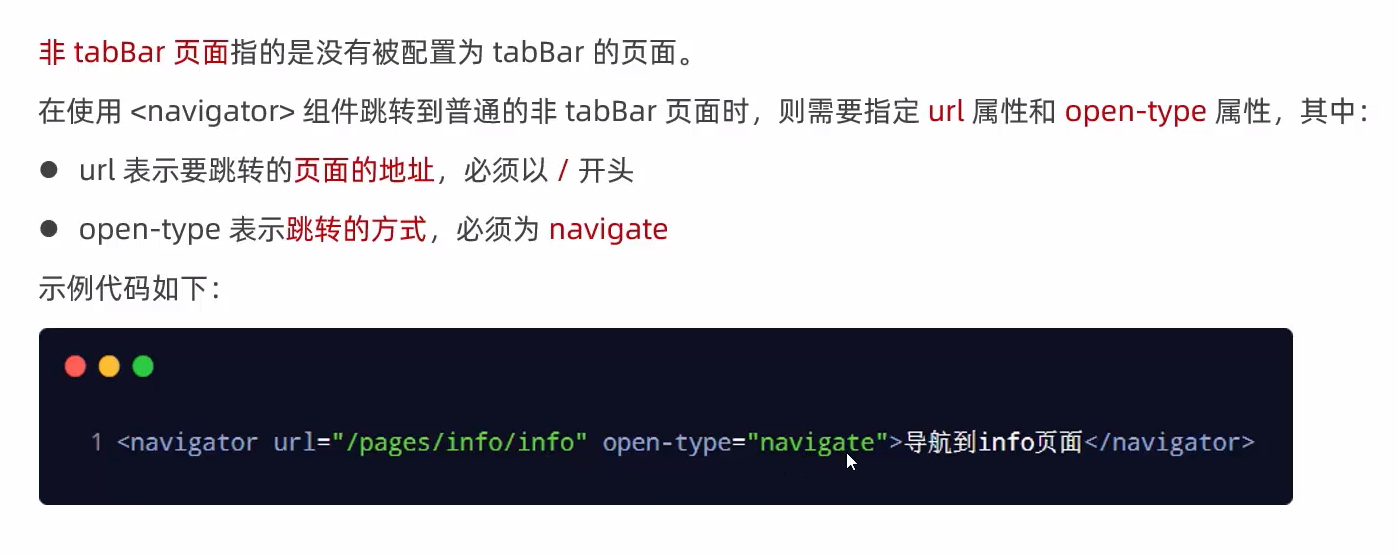 非 tabBar 页面指的是没有被配置为 tabBar 的页面。
在使用 <navigator> 组件跳转到普通的非 tabBar 页面时，则需要指定 url 属性和 open-type 属性，其中：
● url 表示要跳转的页面的地址，必须以 / 开头
● open-type 表示跳转的方式，必须为 navigate
示例代码如下：
1 <navigator url="/pages/info/info" open-type="navigate">导航到info页面</navigator>